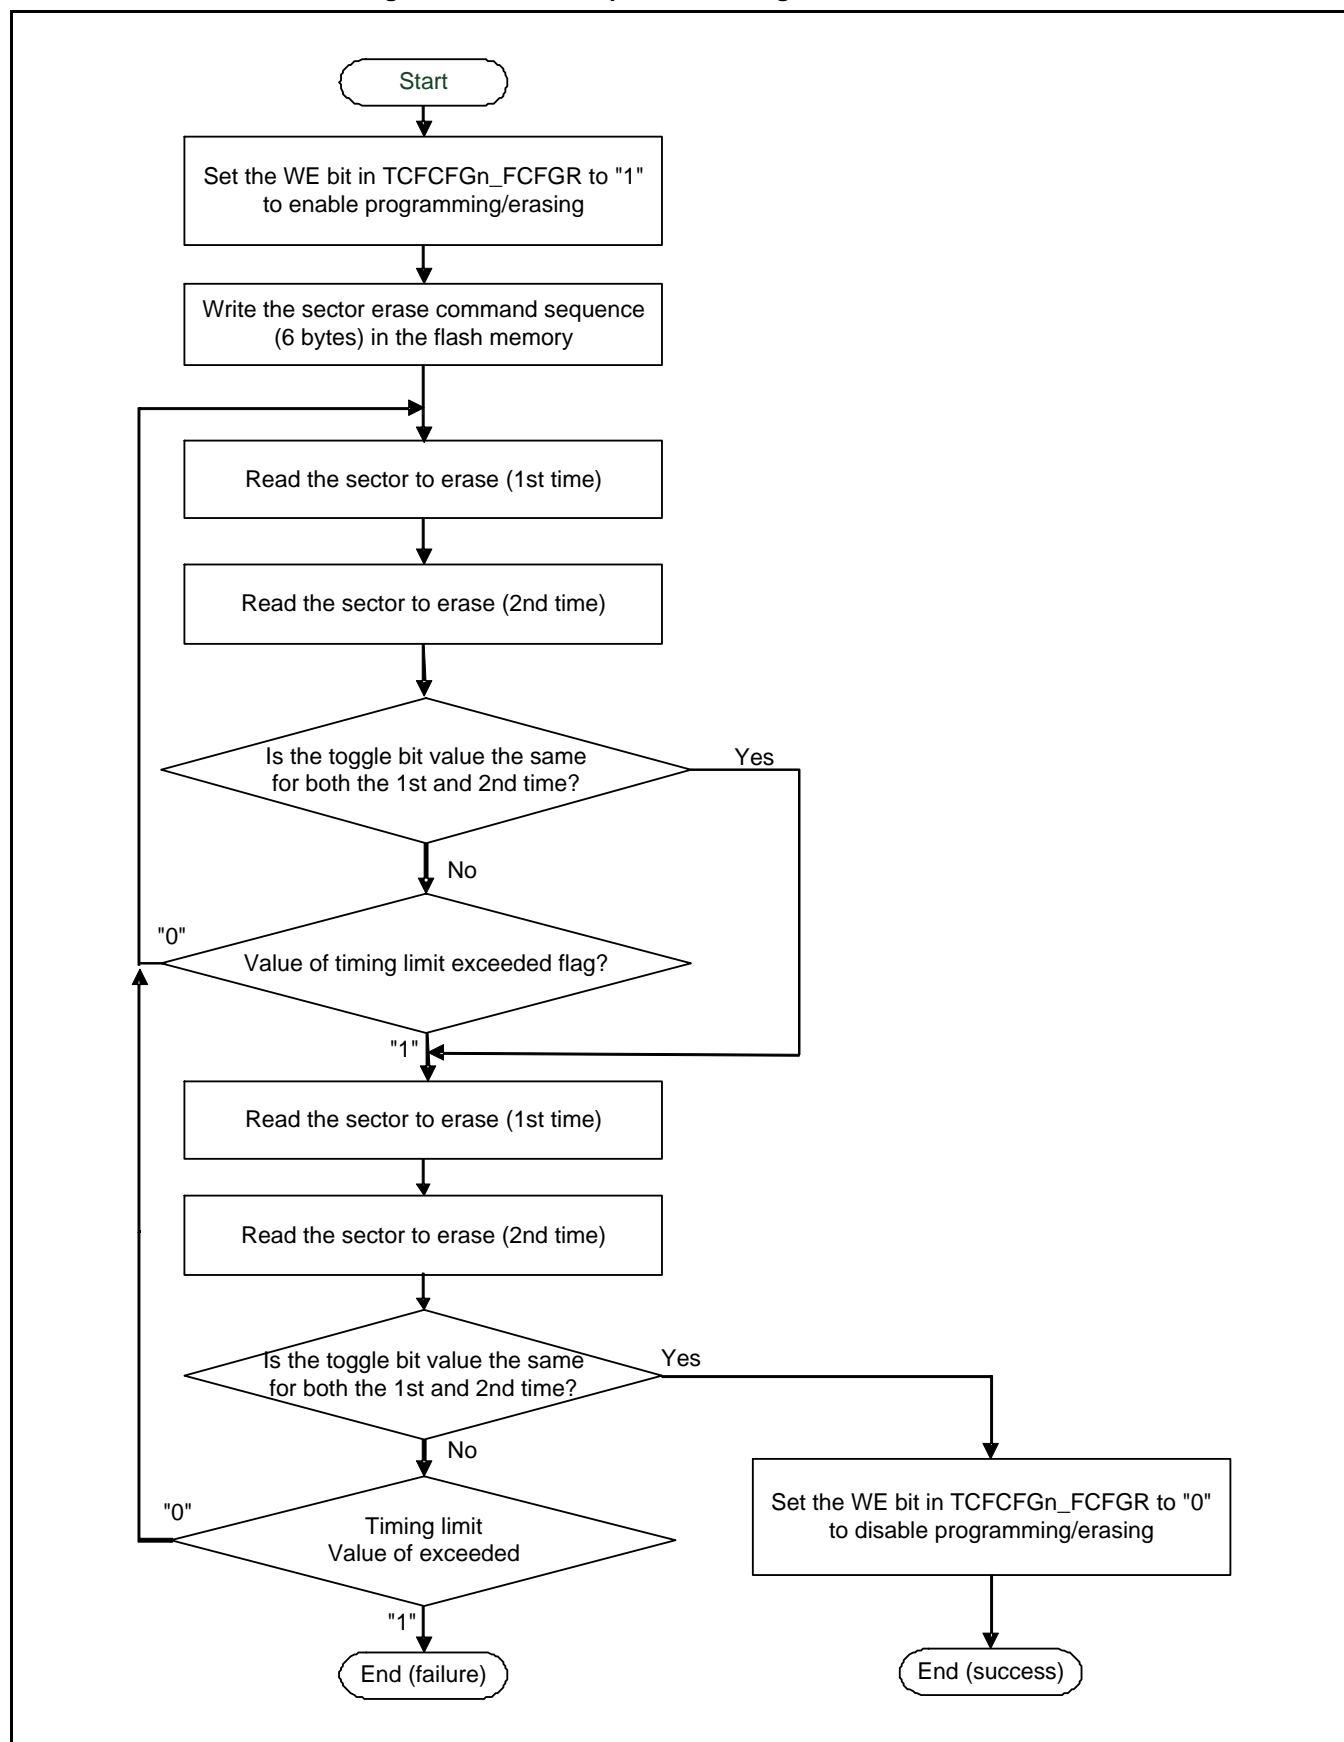 Start
Set the WE bit in TCFCFGn_FCFGR to "1"
to enable programming/erasing
Write the sector erase command sequence
(6 bytes) in the flash memory
Read the sector to erase (1st time)
Read the sector to erase (2nd time)
Is the toggle bit value the same
for both the 1st and 2nd time?
Yes
No
"0"
Value of timing limit exceeded flag?
"1"
Read the sector to erase (1st time)
Read the sector to erase (2nd time)
Is the toggle bit value the same
for both the 1st and 2nd time?
Yes
No
"0"
Timing limit
Value of exceeded
Set the WE bit in TCFCFGn_FCFGR to "0"
to disable programming/erasing
"1"
End (failure)
End (success)